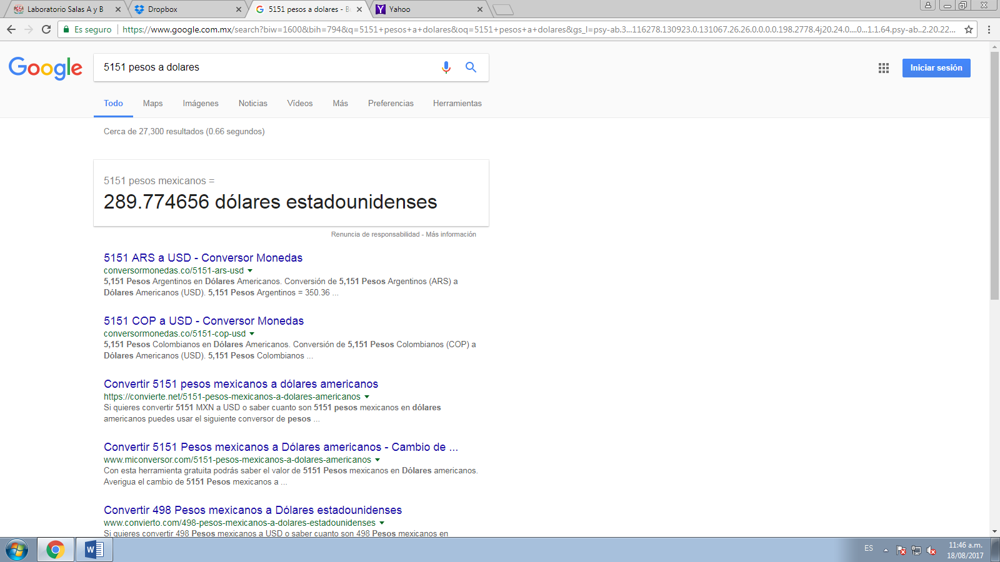 Laboratorio Salas A y B
Dropbox
5151 pesos a dolares - B
Yahoo
Es seguro
https://www.google.com.mx/search?biw=1600&bih=794&q=5151+pesos+a+dolares&oq=5151+pesos+a+dolares&gs_l=psy-ab.3...116278.130923.0.131067.26.26.0.0.0.0.198.2778.4j20.24.0....0...1.1.64.psy-ab..2.20.22...
Google
5151 pesos a dolares
Iniciar sesión
Todo Maps Imágenes Noticias Vídeos Más Preferencias Herramientas
Cerca de 27,300 resultados (0.66 segundos)
5151 pesos mexicanos =
289.774656 dólares estadounidenses
Renuncia de responsabilidad - Más información
5151 ARS a USD - Conversor Monedas
conversormonedas.co/5151-ars-usd
5,151 Pesos Argentinos en Dólares Americanos. Conversión de 5,151 Pesos Argentinos (ARS) a
Dólares Americanos (USD). 5,151 Pesos Argentinos = 350.36 ...
5151 COP a USD - Conversor Monedas
conversormonedas.co/5151-cop-usd
5,151 Pesos Colombianos en Dólares Americanos. Conversión de 5,151 Pesos Colombianos (COP) a
Dólares Americanos (USD). 5,151 Pesos Colombianos ...
Convertir 5151 pesos mexicanos a dólares americanos
https://convierte.net/5151-pesos-mexicanos-a-dolares-americanos
Si quieres convertir 5151 MXN a USD o saber cuanto son 5151 pesos mexicanos en dólares
americanos puedes usar el siguiente conversor de pesos ...
Convertir 5151 Pesos mexicanos a Dólares americanos - Cambio de ...
www.miconversor.com/5151-pesos-mexicanos-a-dolares-americanos
Con esta herramienta gratuita podrás saber el valor de 5151 Pesos mexicanos en Dólares americanos.
Averigua el cambio de 5151 Pesos mexicanos a ...
Convertir 498 Pesos mexicanos a Dólares estadounidenses
www.convierto.com/498-pesos-mexicanos-a-dolares-estadounidenses
Si quieres convertir 498 Pesos mexicanos a USD o saber cuanto son 498 Pesos mexicanos en
ES
11:46 a.m.
18/08/2017